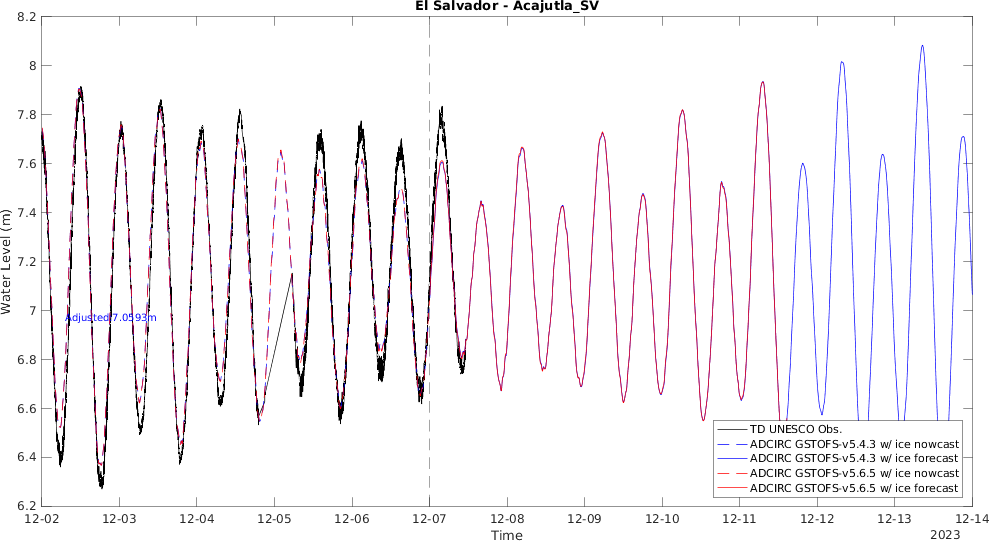 El Salvador - Acajutla_SV
8.2
8
7.8
7.6
7.4
7.2
7
6.8
6.6
6.4
6.2
Water Level (m)
Adjusted 7.0593m
TD UNESCO Obs.
ADCIRC GSTOFS-v5.4.3 w/ ice nowcast
ADCIRC GSTOFS-v5.4.3 w/ ice forecast
ADCIRC GSTOFS-v5.6.5 w/ ice nowcast
ADCIRC GSTOFS-v5.6.5 w/ ice forecast
12-02 12-03 12-04 12-05 12-06 12-07 12-08 12-09 12-10 12-11 12-12 12-13 12-14
Time
2023